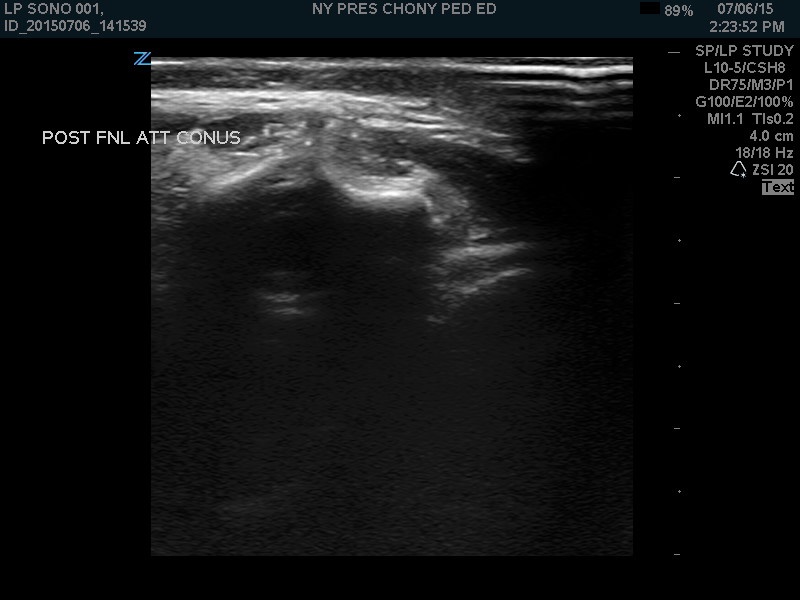 LP SONO 001,
ID_20150706_141539
NY PRES CHONY PED ED
89%
07/06/15
2:23:52 PM
SP/LP STUDY
L10-5/CSH8
DR75/M3/P1
G100/E2/100%
MI1.1 TIs0.2
4.0 cm
18/18 Hz
ZSI 20
Text
POST FNL ATT CONUS